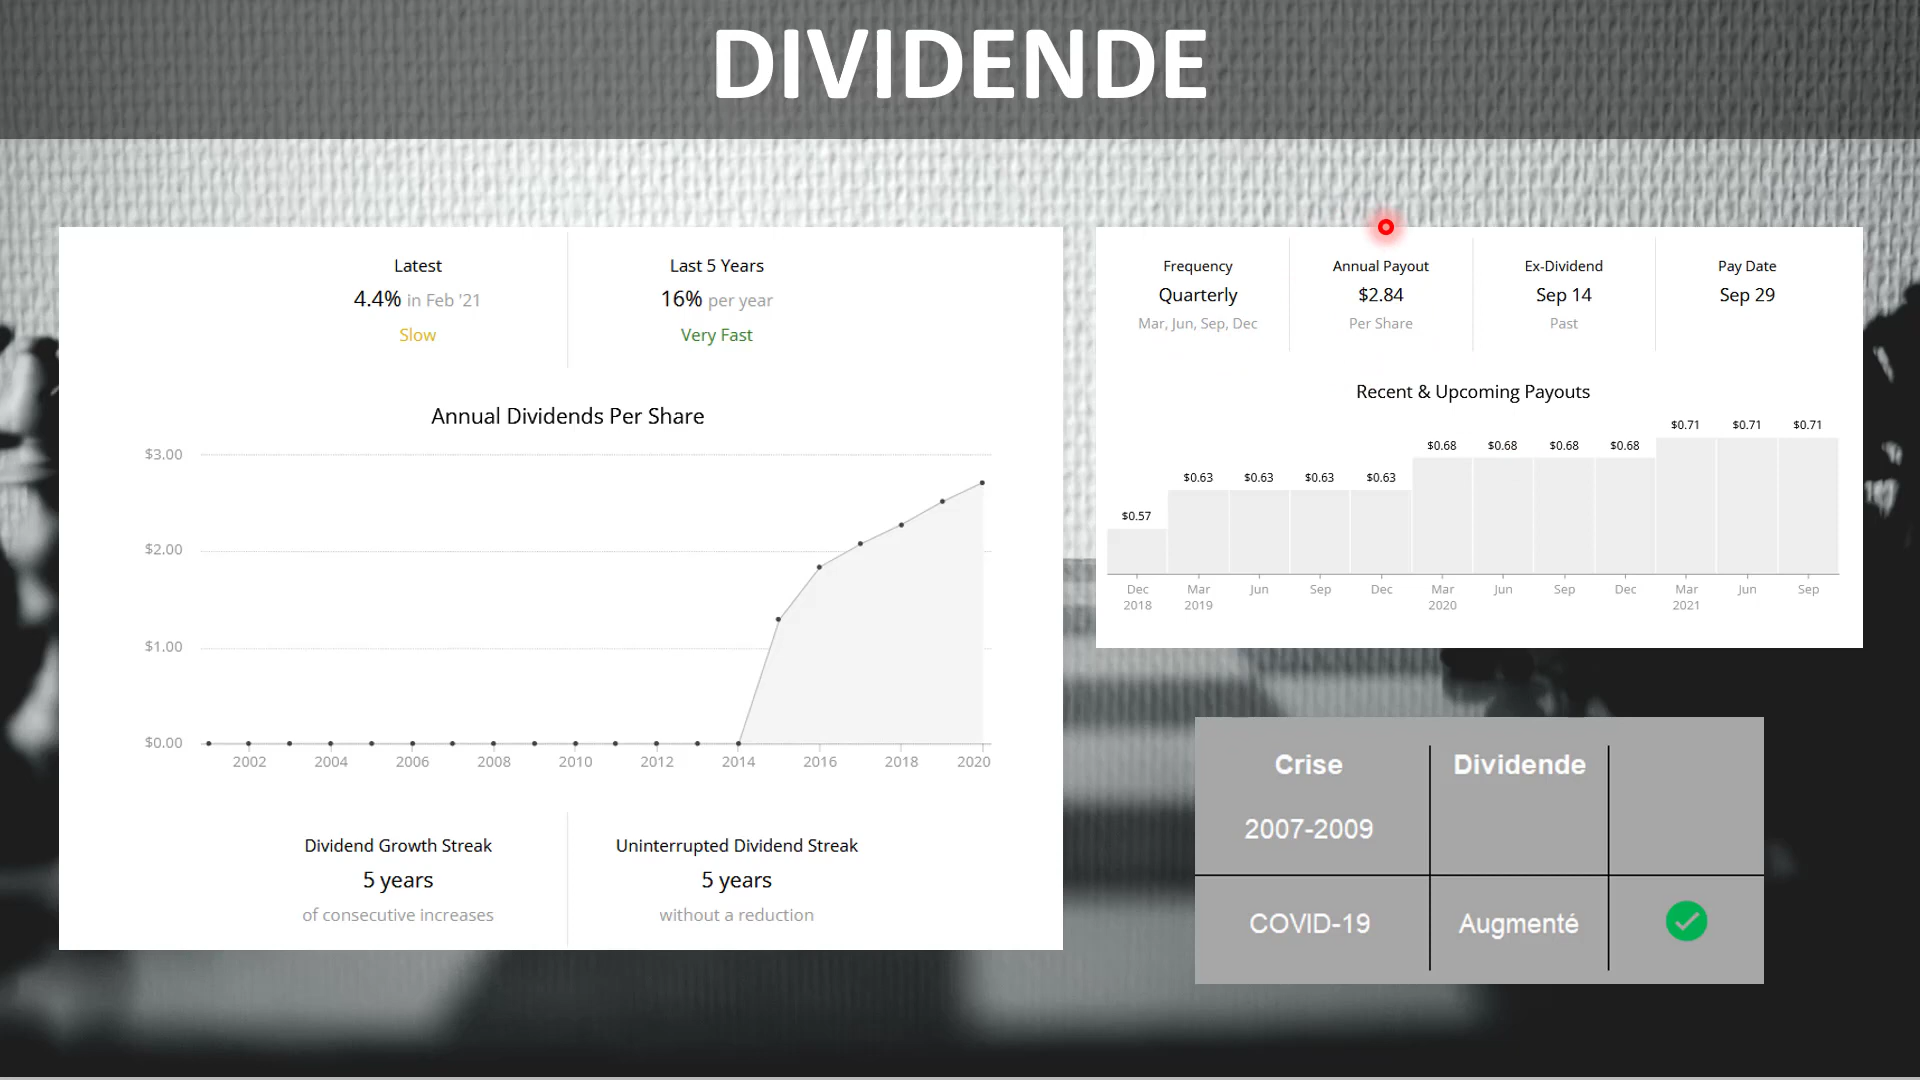 DIVIDENDE
Latest
4.4% in Feb '21
Slow
Last 5 Years
16% per year
Very Fast
Annual Dividends Per Share
$3.00
$2.00
$1.00
$0.00
2002 2004 2006 2008 2010 2012 2014 2016 2018 2020
Dividend Growth Streak
5 years
of consecutive increases
Uninterrupted Dividend Streak
5 years
without a reduction
Frequency
Quarterly
Mar, Jun, Sep, Dec
Annual Payout
$2.84
Per Share
Ex-Dividend
Sep 14
Past
Pay Date
Sep 29
Recent & Upcoming Payouts
$0.57 $0.63 $0.63 $0.63 $0.63 $0.68 $0.68 $0.68 $0.68 $0.71 $0.71 $0.71
Dec Mar Jun Sep Dec Mar Jun Sep Dec Mar Jun Sep
2018 2019 2020 2021
Crise Dividende
2007-2009
COVID-19 Augmenté